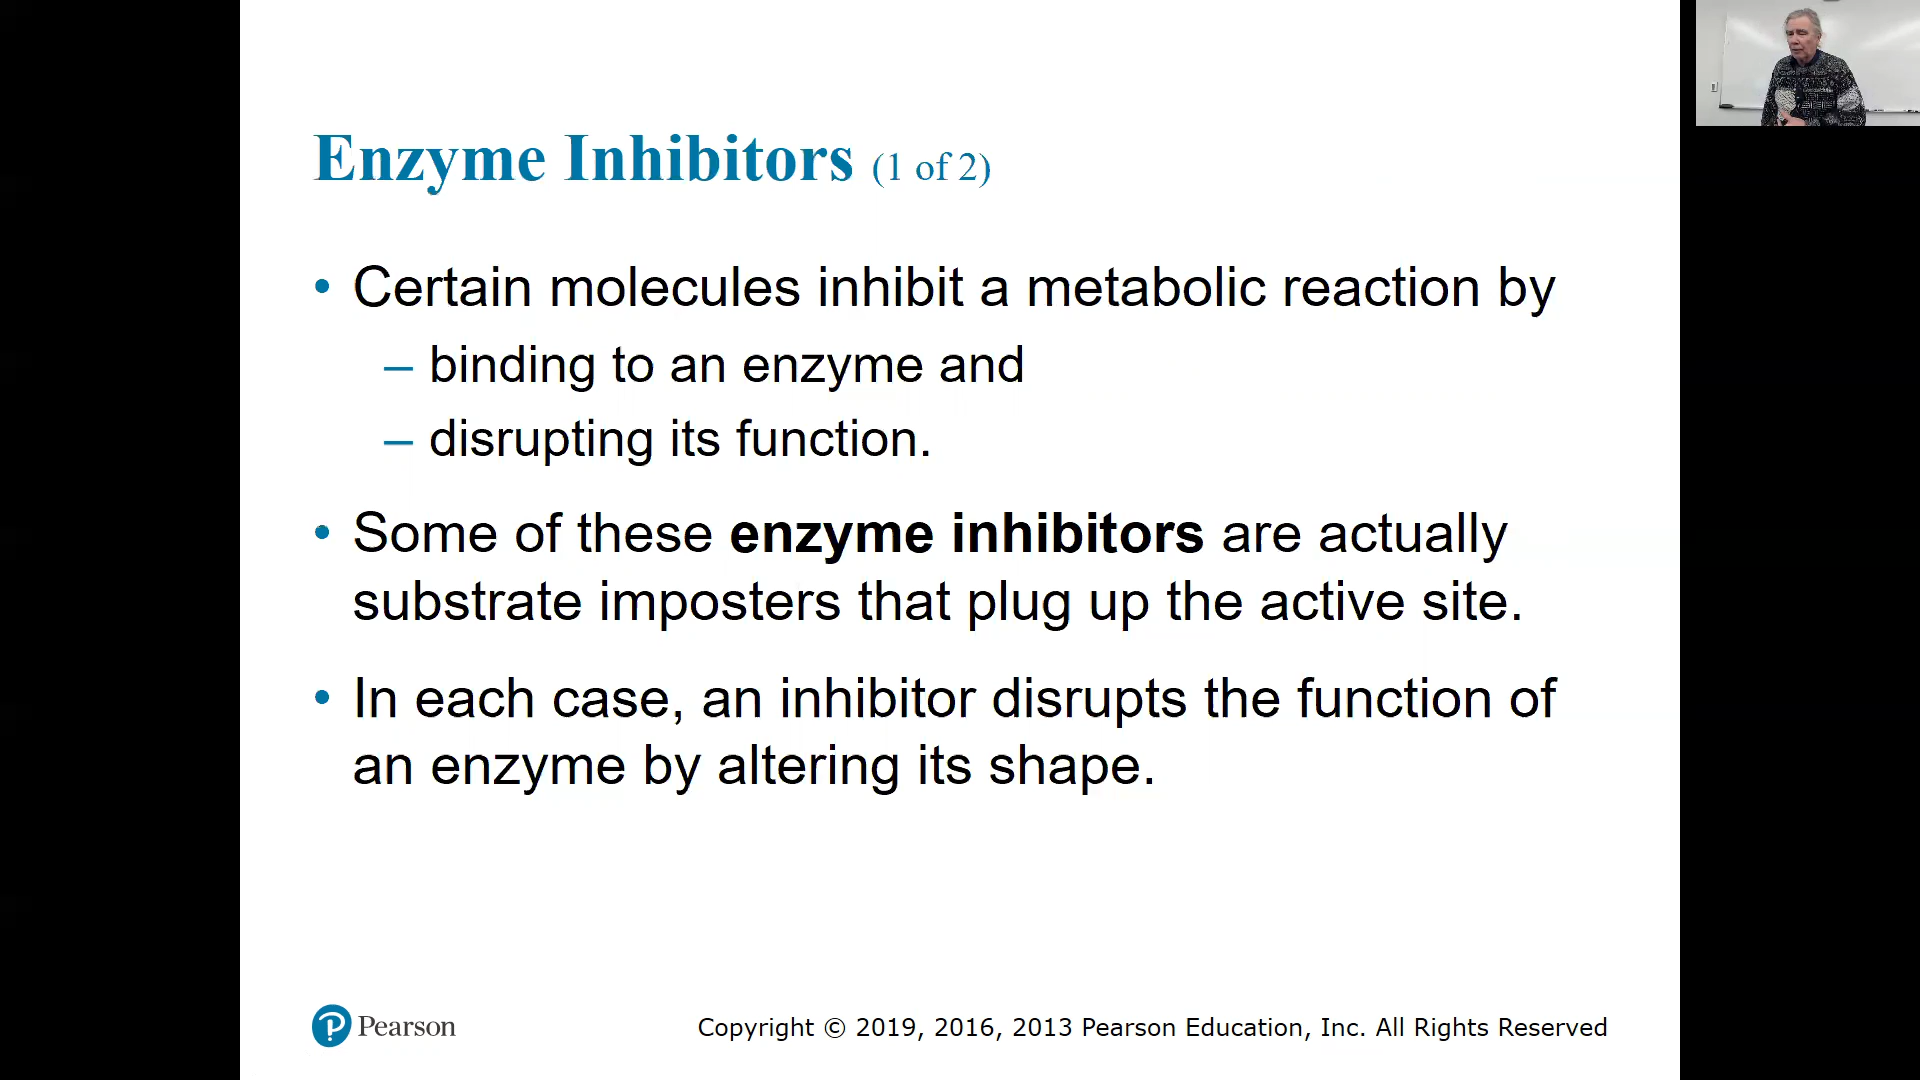 Enzyme Inhibitors (1 of 2)
• Certain molecules inhibit a metabolic reaction by
– binding to an enzyme and
– disrupting its function.
• Some of these enzyme inhibitors are actually
substrate imposters that plug up the active site.
• In each case, an inhibitor disrupts the function of
an enzyme by altering its shape.
Pearson
Copyright © 2019, 2016, 2013 Pearson Education, Inc. All Rights Reserved